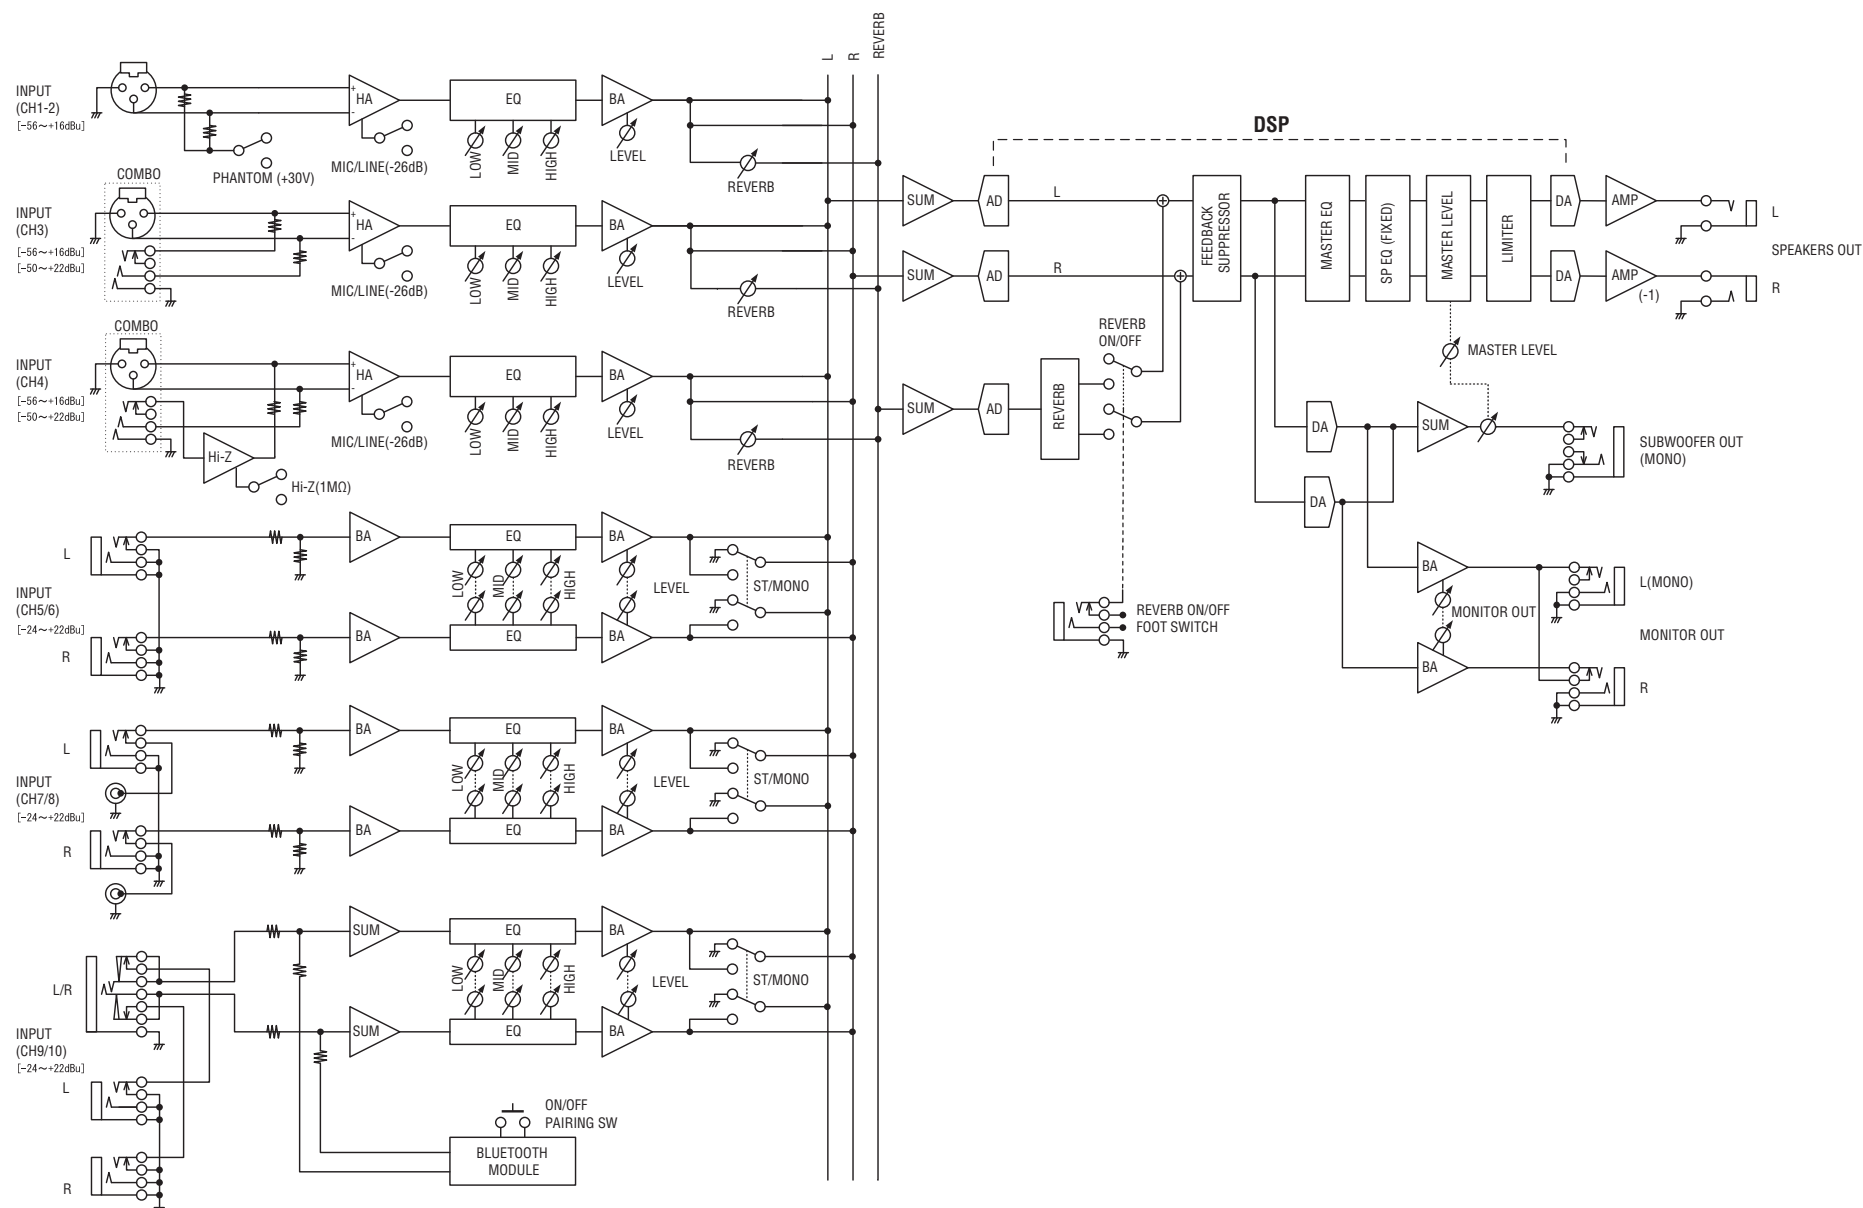 L
R
REVERB
INPUT
(CH1-2)
[-56～+16dBu]
HA
+
-
EQ
LOW
MID
HIGH
BA
LEVEL
REVERB
PHANTOM (+30V)
MIC/LINE(-26dB)
COMBO
INPUT
(CH3)
[-56～+16dBu]
[-50～+22dBu]
HA
+
-
EQ
LOW
MID
HIGH
BA
LEVEL
REVERB
MIC/LINE(-26dB)
COMBO
INPUT
(CH4)
[-56～+16dBu]
[-50～+22dBu]
HA
+
-
EQ
LOW
MID
HIGH
BA
LEVEL
REVERB
MIC/LINE(-26dB)
Hi-Z
Hi-Z(1MΩ)
L
INPUT
(CH5/6)
[-24～+22dBu]
R
BA
EQ
BA
LOW
MID
HIGH
LEVEL
ST/MONO
BA
EQ
BA
L
INPUT
(CH7/8)
[-24～+22dBu]
R
BA
EQ
BA
LOW
MID
HIGH
LEVEL
ST/MONO
BA
EQ
BA
L/R
INPUT
(CH9/10)
[-24～+22dBu]
L
R
SUM
EQ
BA
LOW
MID
HIGH
LEVEL
ST/MONO
SUM
EQ
BA
ON/OFF
PAIRING SW
BLUETOOTH
MODULE
DSP
SUM
AD
L
SUM
AD
R
SUM
AD
REVERB
REVERB
ON/OFF
REVERB ON/OFF
FOOT SWITCH
FEEDBACK
SUPPRESSOR
MASTER EQ
SP EQ (FIXED)
MASTER LEVEL
LIMITER
DA
AMP
L
SPEAKERS OUT
DA
AMP
(-1)
R
MASTER LEVEL
DA
SUM
SUBWOOFER OUT
(MONO)
DA
BA
L(MONO)
MONITOR OUT
MONITOR OUT
BA
R